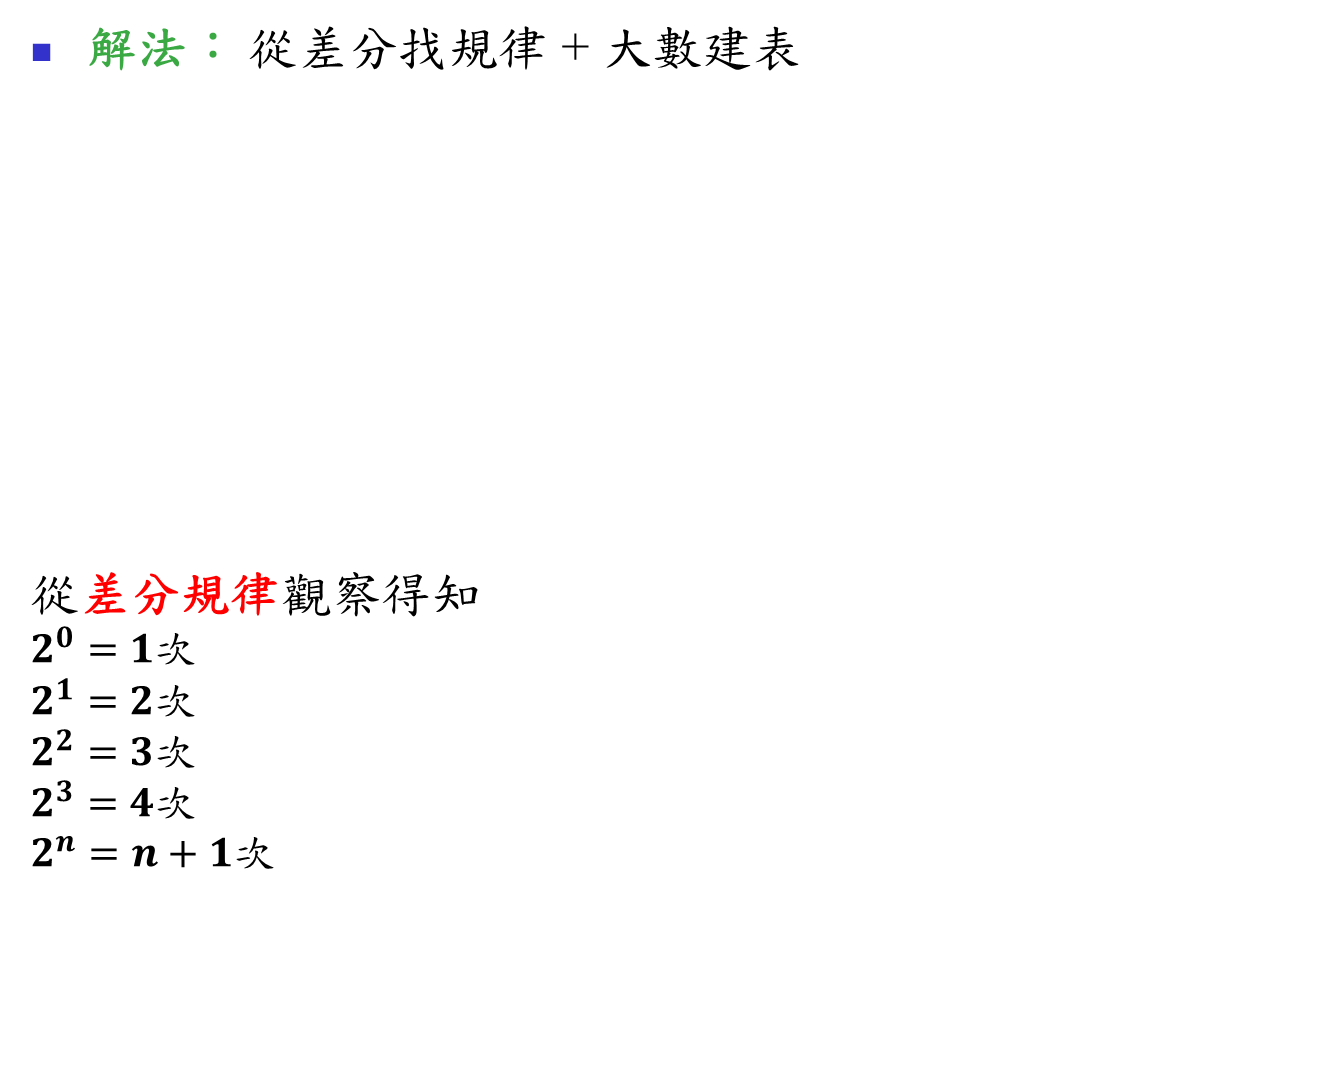 ▪ 解法： 從差分找規律 + 大數建表
從差分規律觀察得知
2⁰ = 1次
2¹ = 2次
2² = 3次
2³ = 4次
2ⁿ = n + 1次